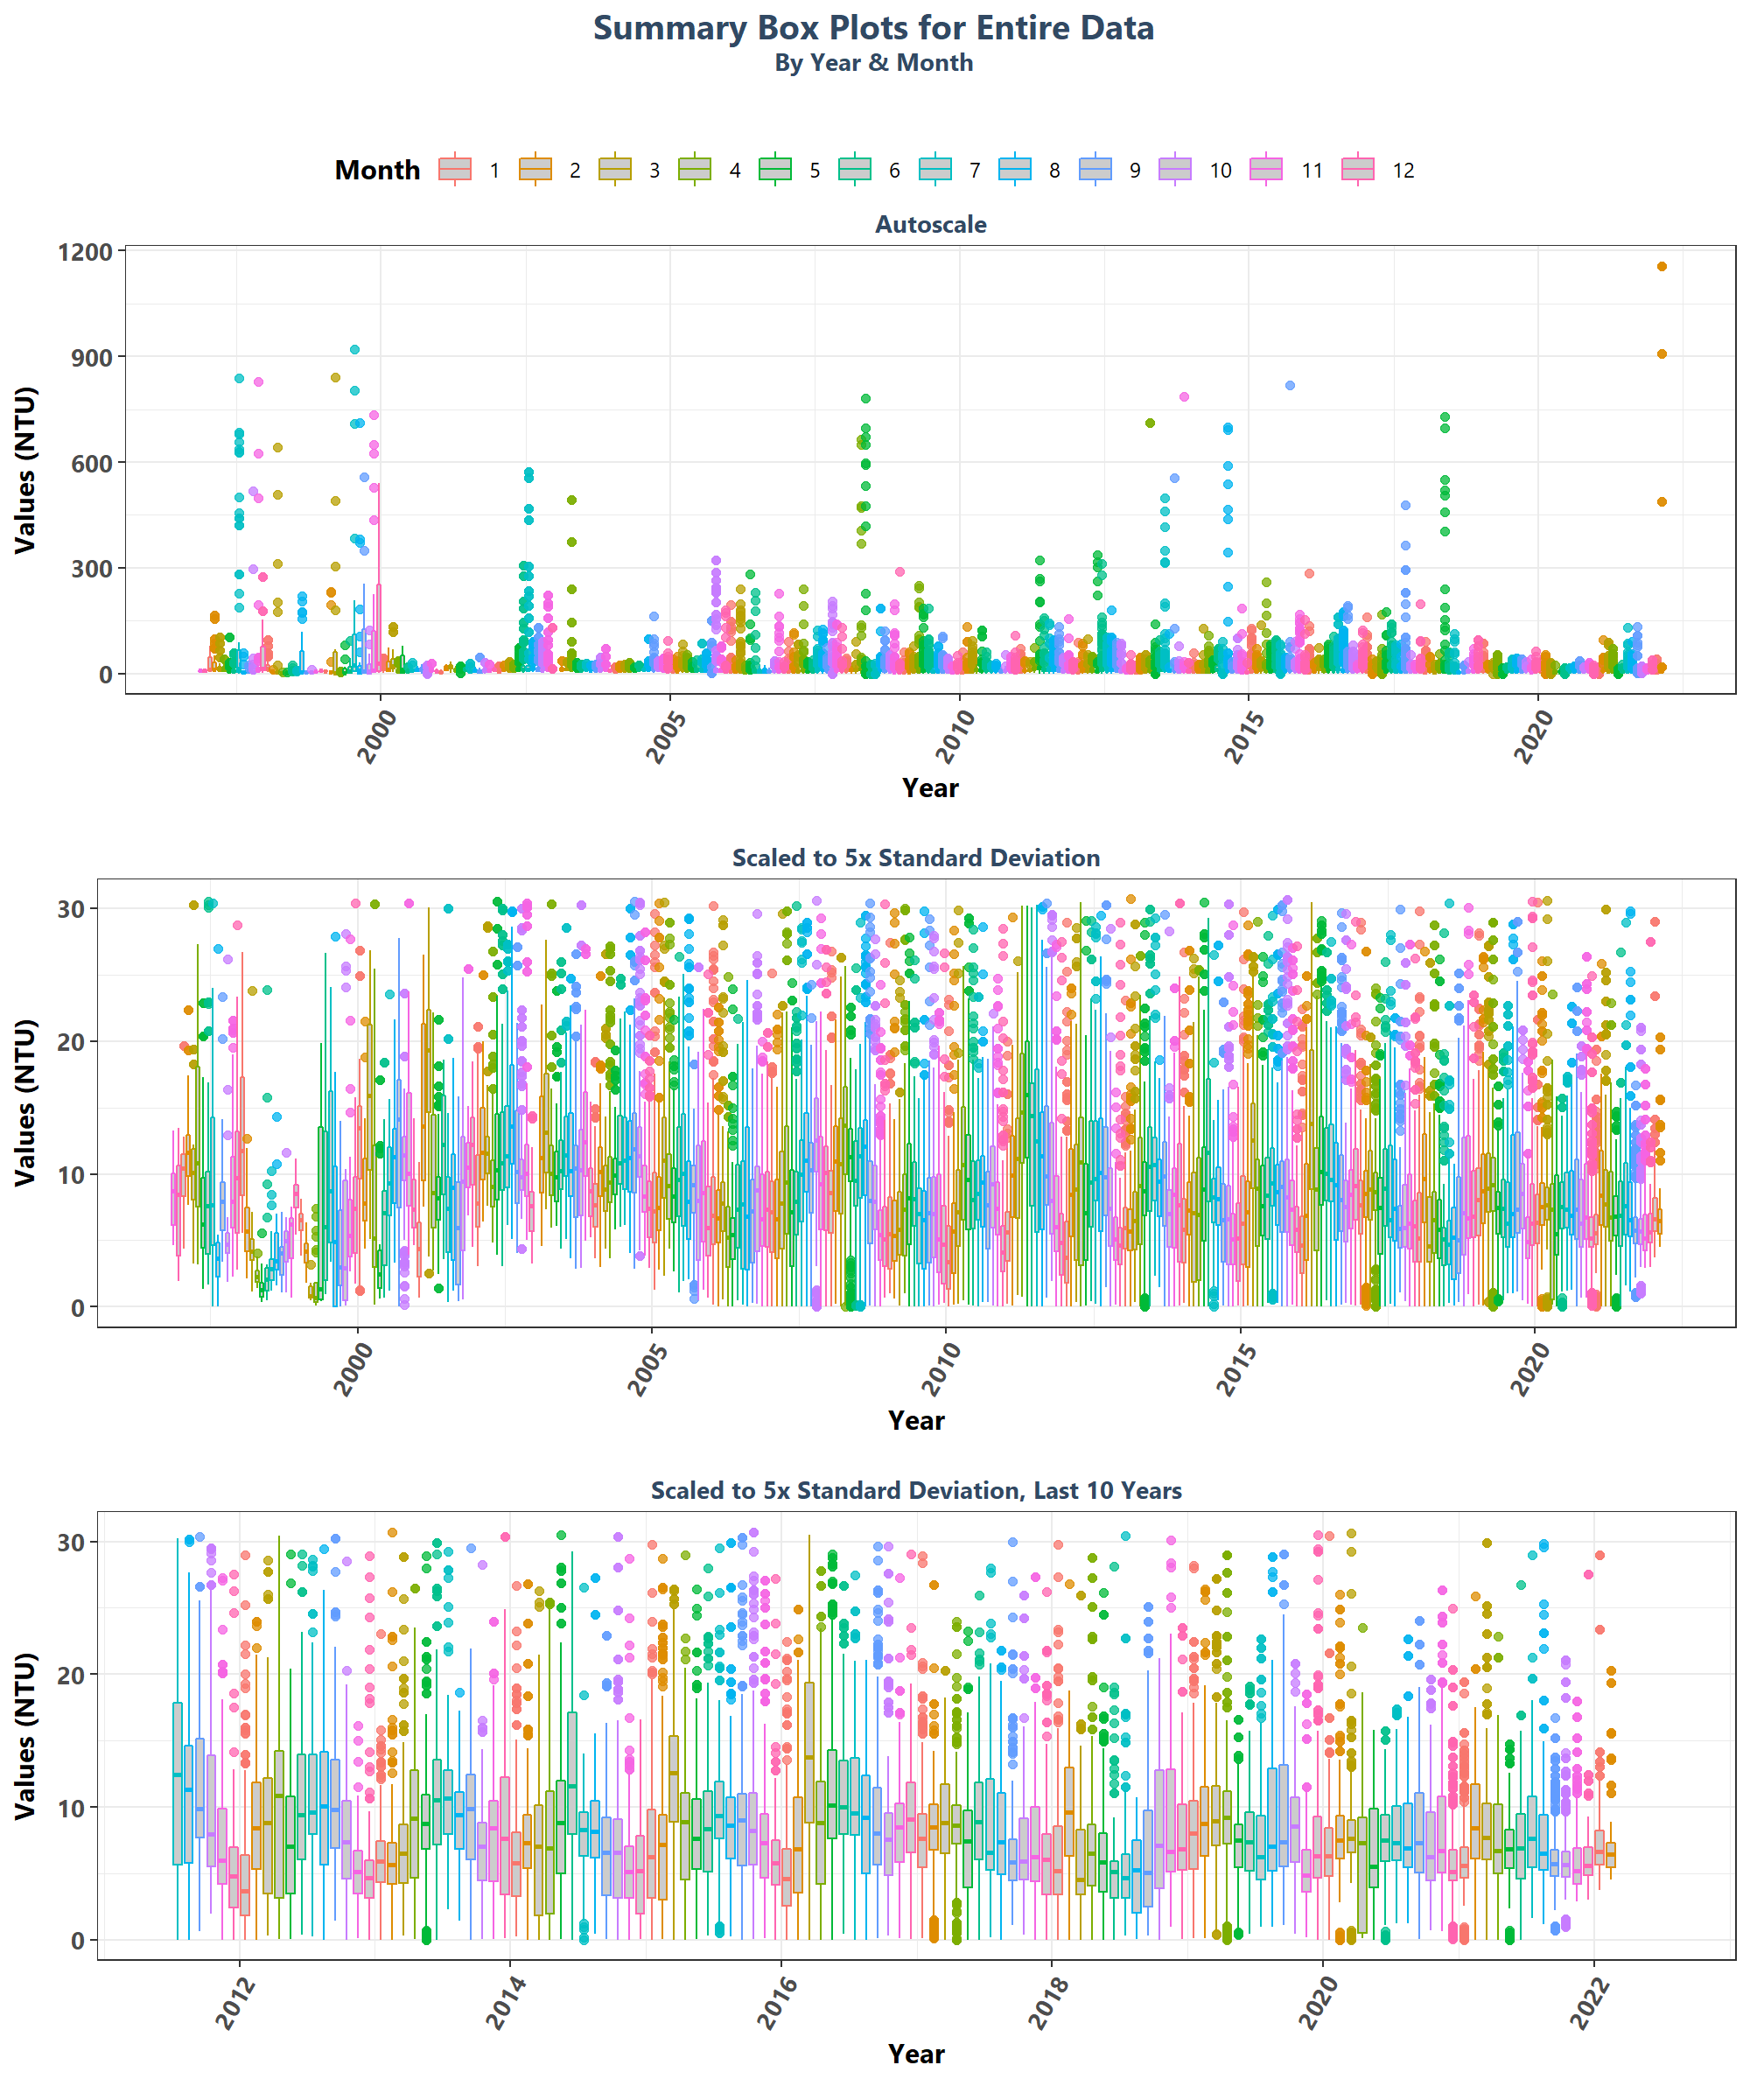 Summary Box Plots for Entire Data
By Year & Month
Month 1 2 3 4 5 6 7 8 9 10 11 12
Autoscale
1200
900
600
300
0
Values (NTU)
2000 2005 2010 2015 2020
Year
Scaled to 5x Standard Deviation
30
20
10
0
Values (NTU)
2000 2005 2010 2015 2020
Year
Scaled to 5x Standard Deviation, Last 10 Years
30
20
10
0
Values (NTU)
2012 2014 2016 2018 2020 2022
Year